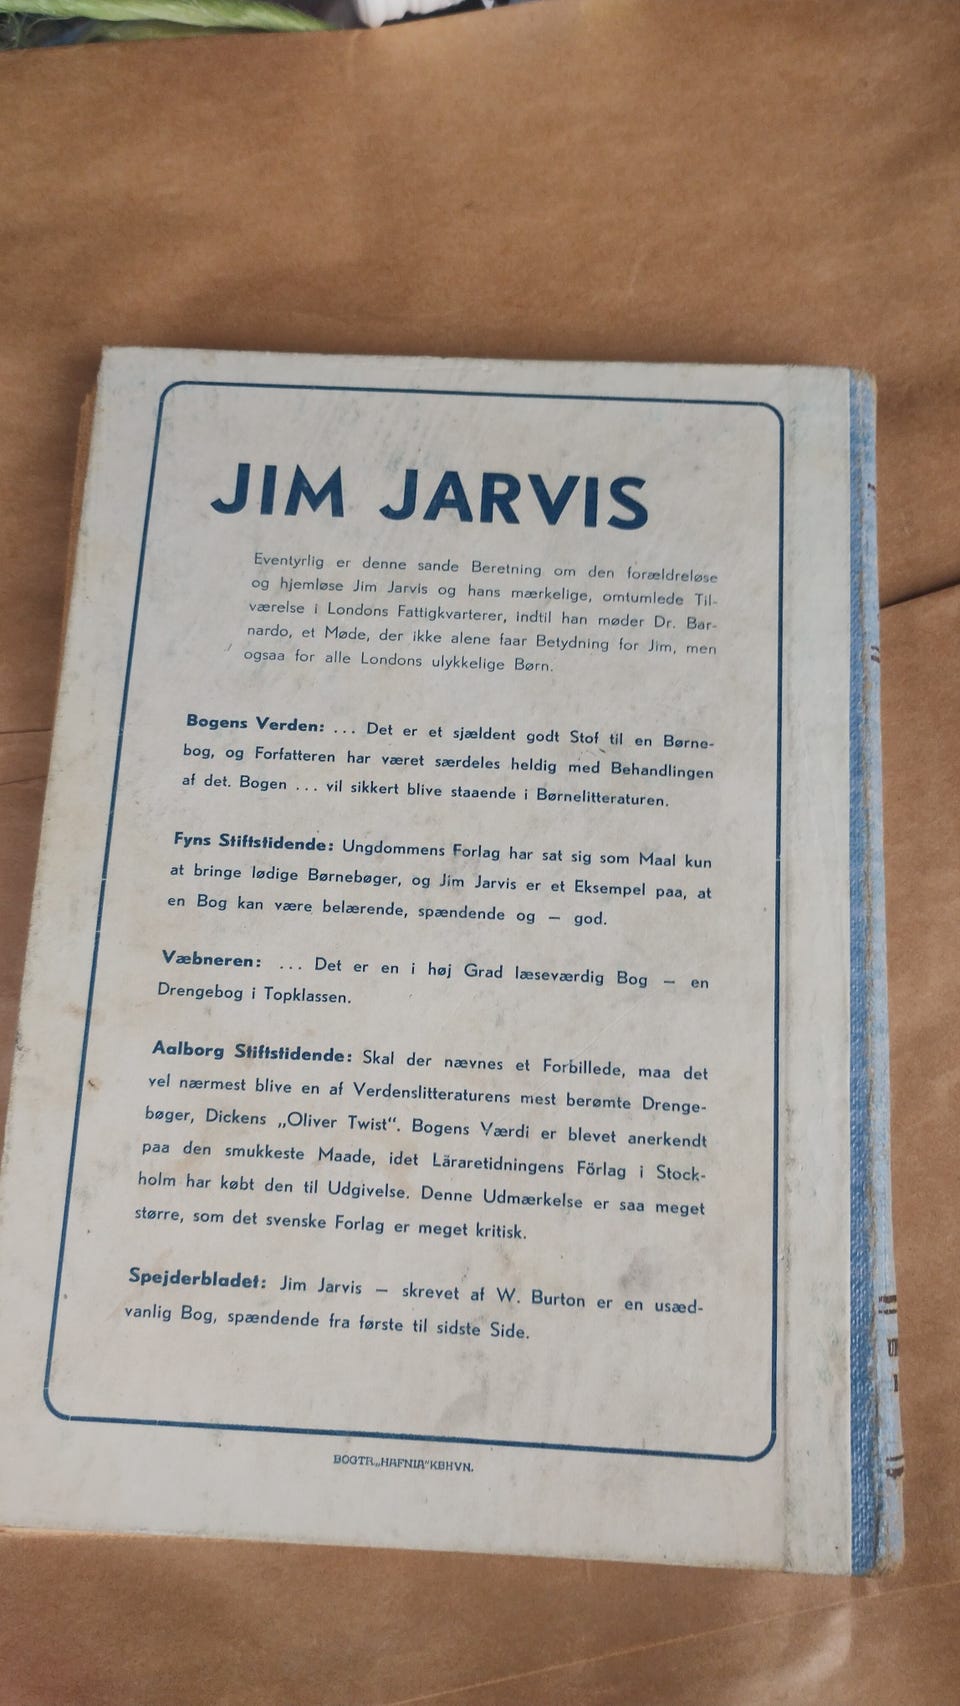 JIM JARVIS
Eventyrlig er denne sande Beretning om den forældreløse
og hjemløse Jim Jarvis og hans mærkelige, omtumlede Til-
værelse i Londons Fattigkvarterer, indtil han møder Dr. Bar-
nardo, et Møde, der ikke alene faar Betydning for Jim, men
ogsaa for alle Londons ulykkelige Børn.
Bogens Verden: ... Det er et sjældent godt Stof til en Børne-
bog, og Forfatteren har været særdeles heldig med Behandlingen
af det. Bogen ... vil sikkert blive staaende i Børnelitteraturen.
Fyns Stiftstidende: Ungdommens Forlag har sat sig som Maal kun
at bringe lødige Børnebøger, og Jim Jarvis er et Eksempel paa, at
en Bog kan være belærende, spændende og — god.
Væbneren: ... Det er en i høj Grad læseværdig Bog — en
Drengebog i Topklassen.
Aalborg Stiftstidende: Skal der nævnes et Forbillede, maa det
vel nærmest blive en af Verdenslitteraturens mest berømte Drenge-
bøger, Dickens „Oliver Twist“. Bogens Værdi er blevet anerkendt
paa den smukkeste Maade, idet Läraretidningens Förlag i Stock-
holm har købt den til Udgivelse. Denne Udmærkelse er saa meget
større, som det svenske Forlag er meget kritisk.
Spejderbladet: Jim Jarvis — skrevet af W. Burton er en usæd-
vanlig Bog, spændende fra første til sidste Side.
BOGTR. „HAFNIA“ KBHVN.